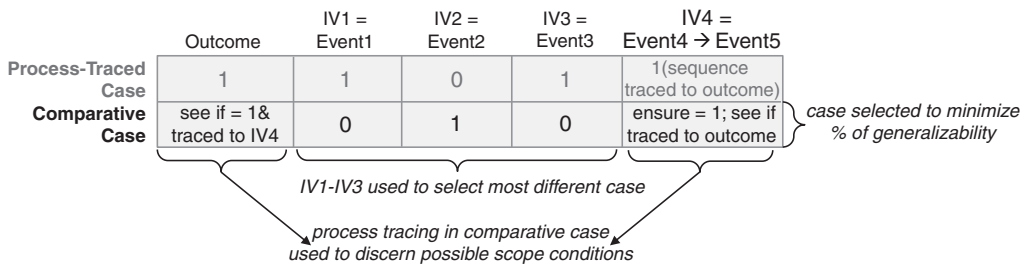 IV1 = IV2 = IV3 = IV4 =
Outcome Event1 Event2 Event3 Event4 → Event5
Process-Traced
Case
1 1 0 1
1(sequence
traced to outcome)
Comparative
Case
see if = 1&
traced to IV4
0 1 0
ensure = 1; see if
traced to outcome
case selected to minimize
% of generalizability
IV1-IV3 used to select most different case
process tracing in comparative case
used to discern possible scope conditions